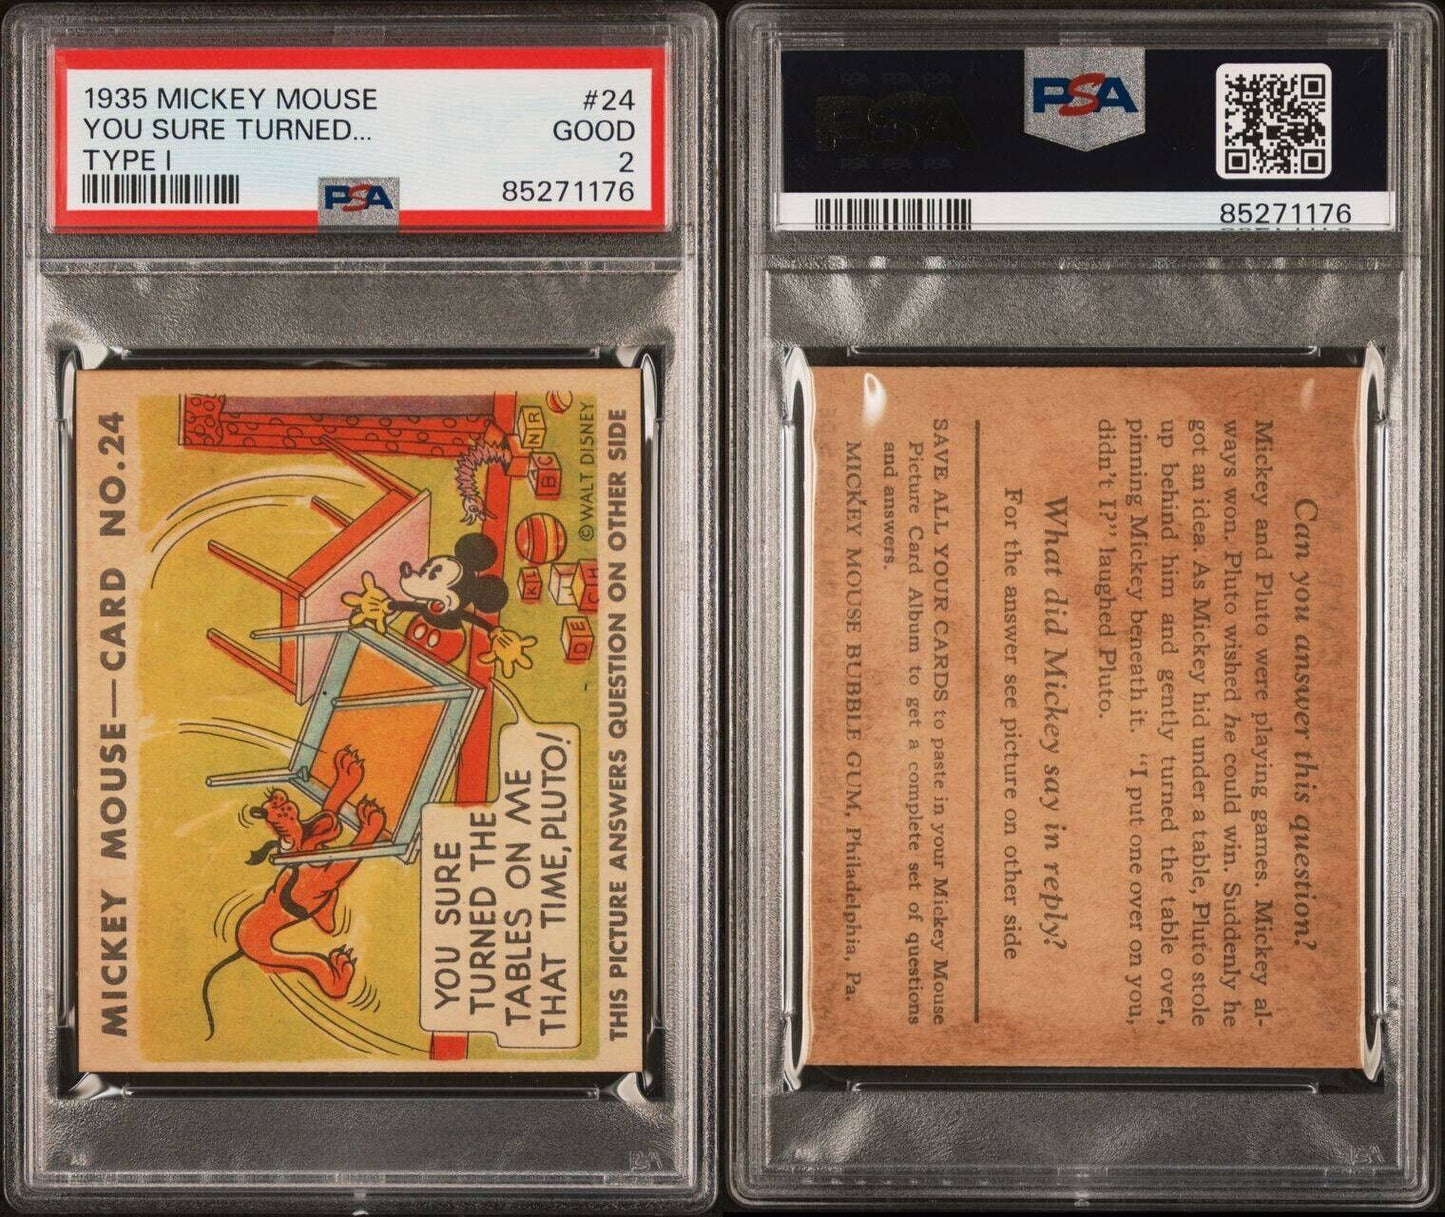 1935 MICKEY MOUSE #24
YOU SURE TURNED... GOOD
TYPE I 2
85271176
PSA
MICKEY MOUSE—CARD NO. 24
NR
BC
KL
DE
YOU SURE
TURNED THE
TABLES ON ME
THAT TIME, PLUTO!
© WALT DISNEY
THIS PICTURE ANSWERS QUESTION ON OTHER SIDE
PSA
PSA
85271176
Can you answer this question?
Mickey and Pluto were playing games. Mickey al-
ways won. Pluto wished he could win. Suddenly he
got an idea. As Mickey hid under a table, Pluto stole
up behind him and gently turned the table over,
pinning Mickey beneath it. "I put one over on you,
didn't I?" laughed Pluto.
What did Mickey say in reply?
For the answer see picture on other side
SAVE ALL YOUR CARDS to paste in your Mickey Mouse
Picture Card Album to get a complete set of questions
and answers.
MICKEY MOUSE BUBBLE GUM, Philadelphia, Pa.